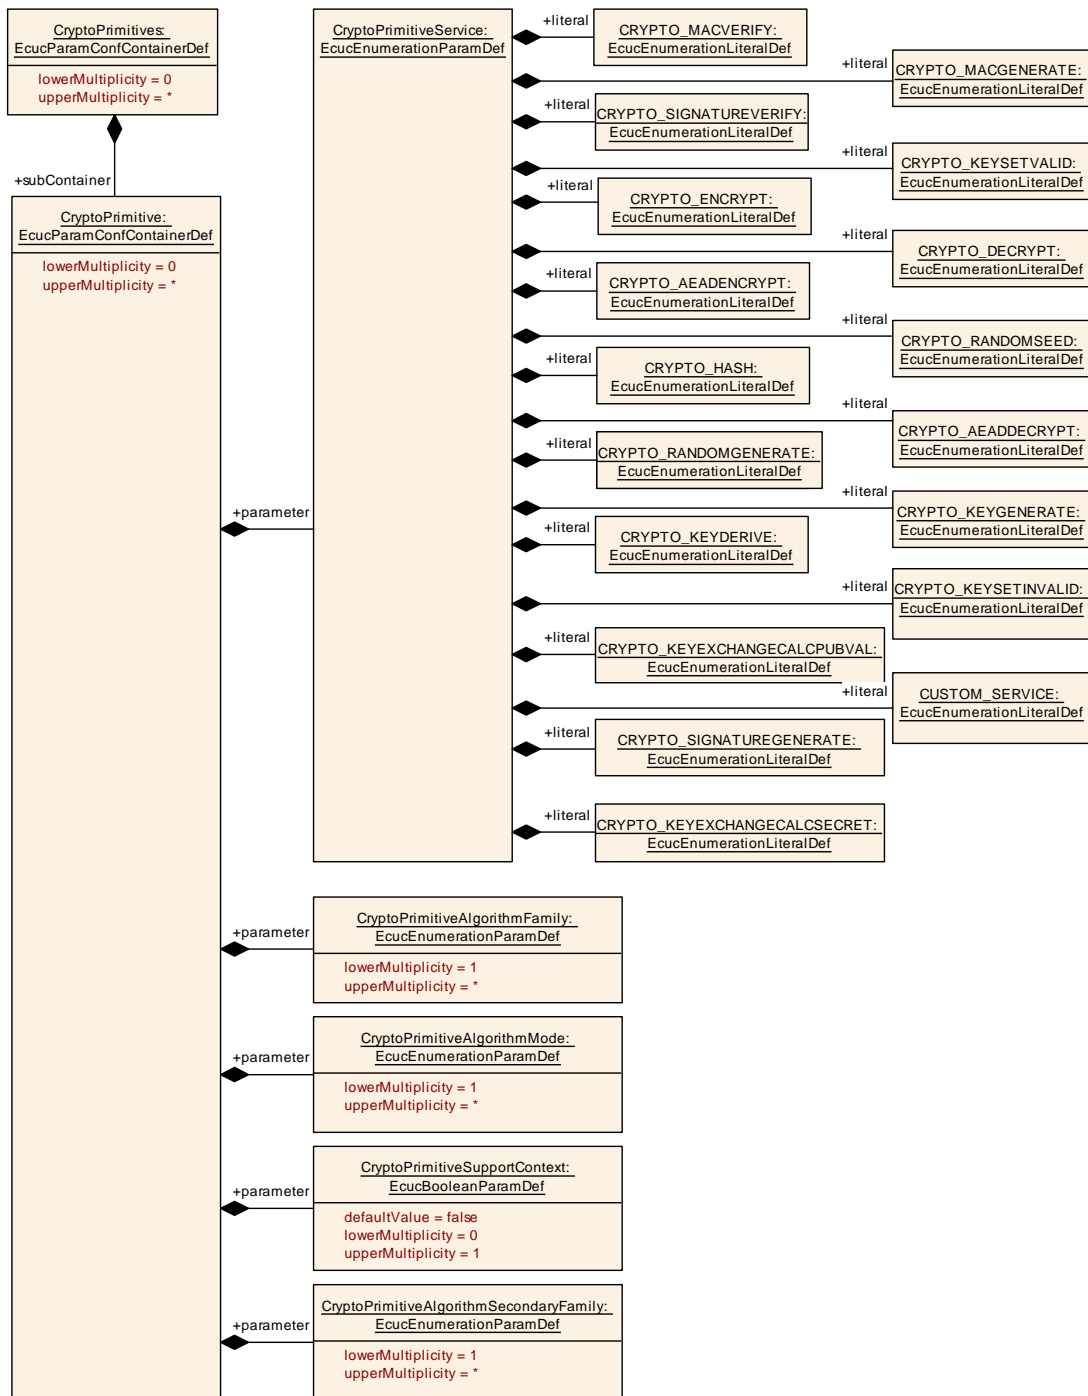 CryptoPrimitives:
EcucParamConfContainerDef
lowerMultiplicity = 0
upperMultiplicity = *
+subContainer
CryptoPrimitive:
EcucParamConfContainerDef
lowerMultiplicity = 0
upperMultiplicity = *
+parameter
CryptoPrimitiveService:
EcucEnumerationParamDef
+literal
CRYPTO_MACVERIFY:
EcucEnumerationLiteralDef
+literal
CRYPTO_MACGENERATE:
EcucEnumerationLiteralDef
+literal
CRYPTO_SIGNATUREVERIFY:
EcucEnumerationLiteralDef
+literal
CRYPTO_KEYSETVALID:
EcucEnumerationLiteralDef
+literal
CRYPTO_ENCRYPT:
EcucEnumerationLiteralDef
+literal
CRYPTO_DECRYPT:
EcucEnumerationLiteralDef
+literal
CRYPTO_AEADENCRYPT:
EcucEnumerationLiteralDef
+literal
CRYPTO_RANDOMSEED:
EcucEnumerationLiteralDef
+literal
CRYPTO_HASH:
EcucEnumerationLiteralDef
+literal
CRYPTO_AEADDECRYPT:
EcucEnumerationLiteralDef
+literal
CRYPTO_RANDOMGENERATE:
EcucEnumerationLiteralDef
+literal
CRYPTO_KEYGENERATE:
EcucEnumerationLiteralDef
+literal
CRYPTO_KEYDERIVE:
EcucEnumerationLiteralDef
+literal
CRYPTO_KEYSETINVALID:
EcucEnumerationLiteralDef
+literal
CRYPTO_KEYEXCHANGECALCPUBVAL:
EcucEnumerationLiteralDef
+literal
CUSTOM_SERVICE:
EcucEnumerationLiteralDef
+literal
CRYPTO_SIGNATUREGENERATE:
EcucEnumerationLiteralDef
+literal
CRYPTO_KEYEXCHANGECALCSECRET:
EcucEnumerationLiteralDef
+parameter
CryptoPrimitiveAlgorithmFamily:
EcucEnumerationParamDef
lowerMultiplicity = 1
upperMultiplicity = *
+parameter
CryptoPrimitiveAlgorithmMode:
EcucEnumerationParamDef
lowerMultiplicity = 1
upperMultiplicity = *
+parameter
CryptoPrimitiveSupportContext:
EcucBooleanParamDef
defaultValue = false
lowerMultiplicity = 0
upperMultiplicity = 1
+parameter
CryptoPrimitiveAlgorithmSecondaryFamily:
EcucEnumerationParamDef
lowerMultiplicity = 1
upperMultiplicity = *